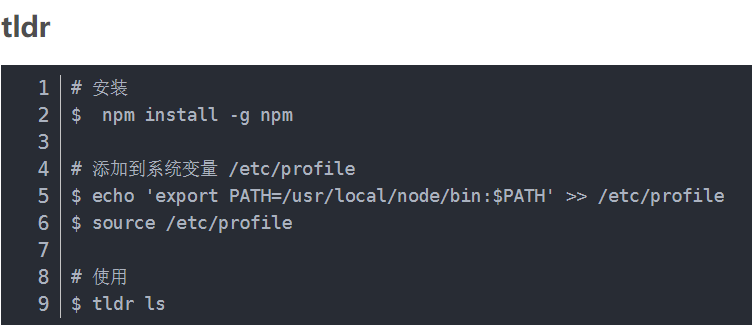 tldr
1 # 安装
2 $  npm install -g npm
3
4 # 添加到系统变量 /etc/profile
5 $ echo 'export PATH=/usr/local/node/bin:$PATH' >> /etc/profile
6 $ source /etc/profile
7
8 # 使用
9 $ tldr ls